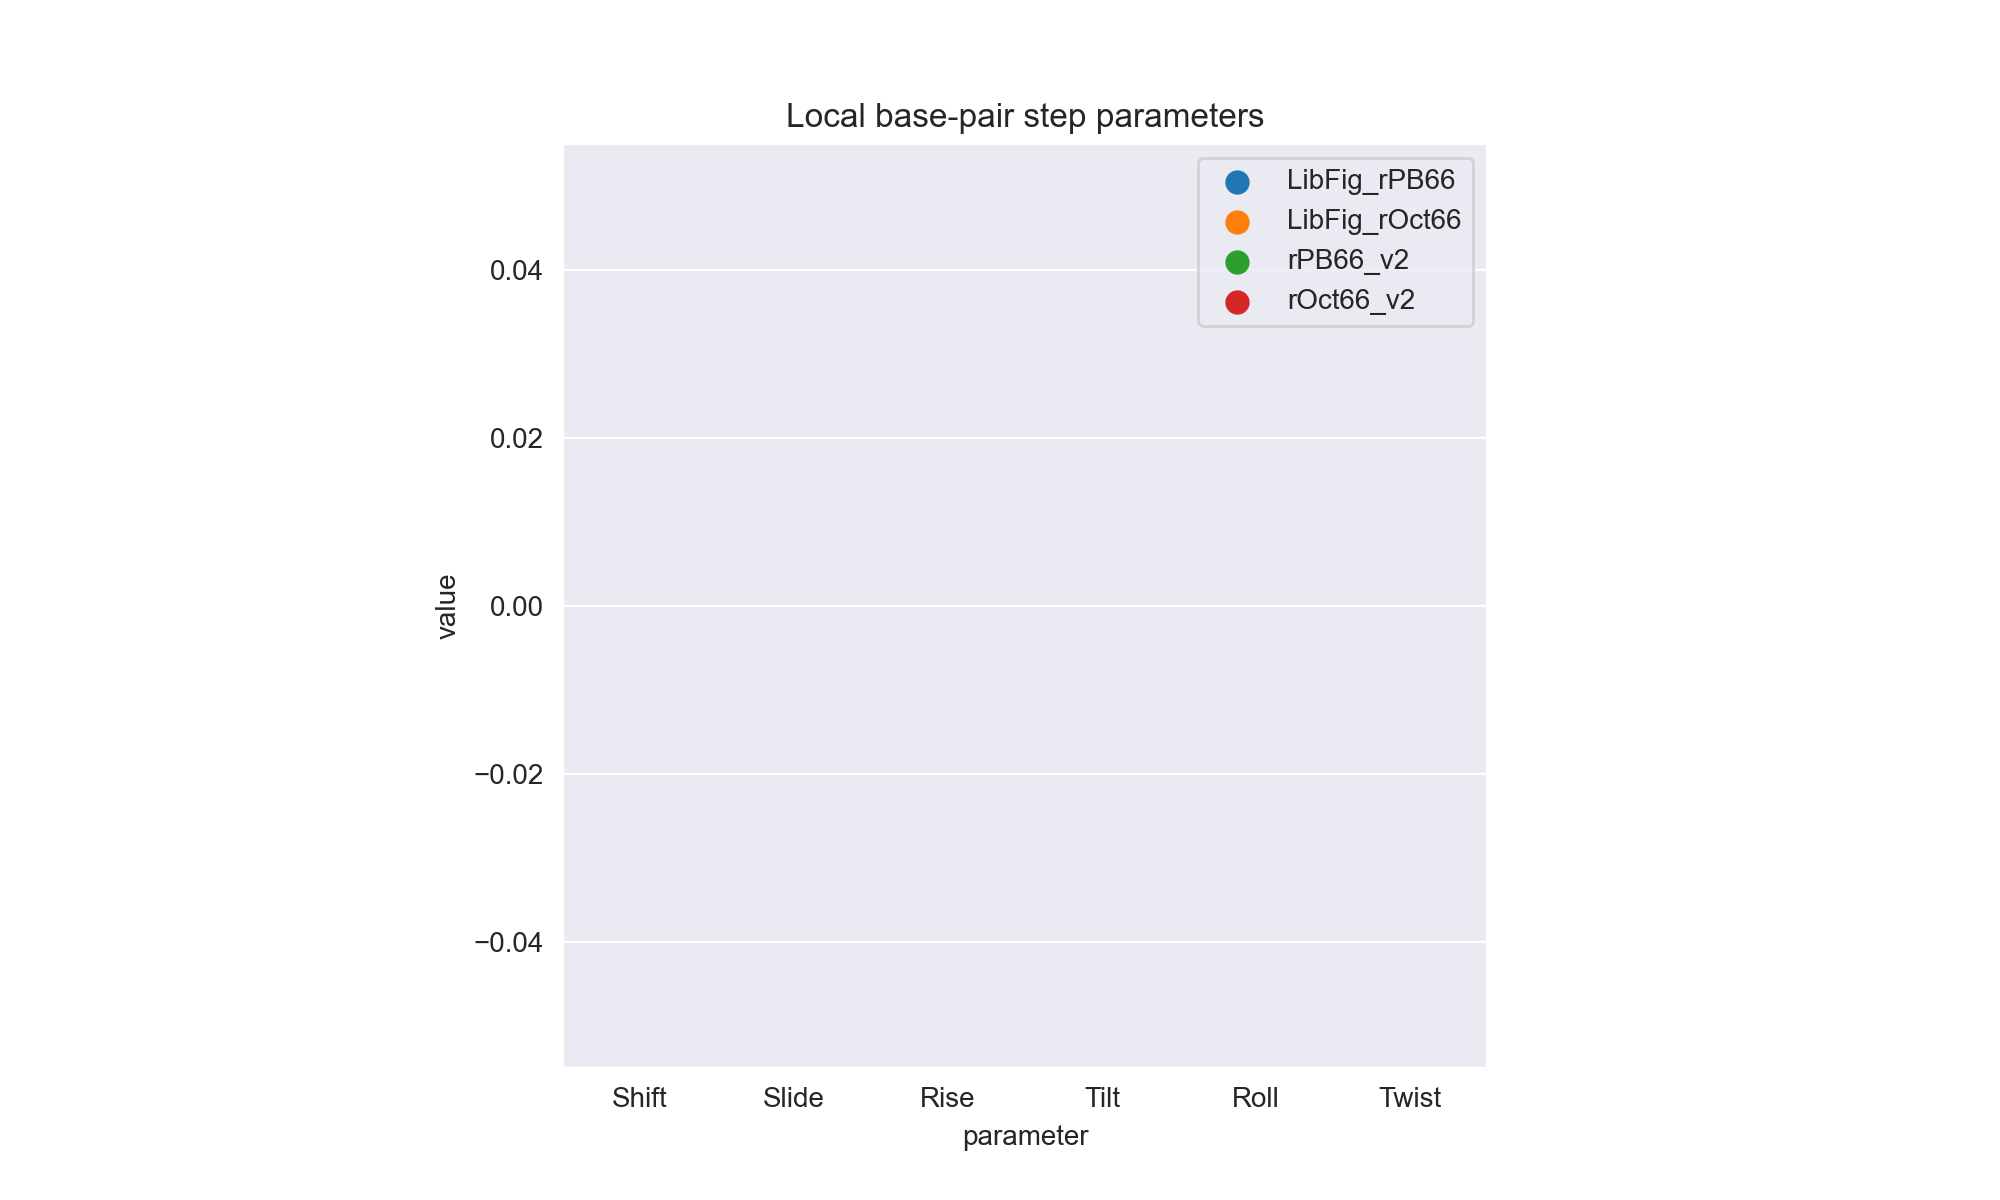 Local base-pair step parameters
LibFig_rPB66
LibFig_rOct66
rPB66_v2
rOct66_v2
0.04
0.02
0.00
−0.02
−0.04
value
Shift Slide Rise Tilt Roll Twist
parameter